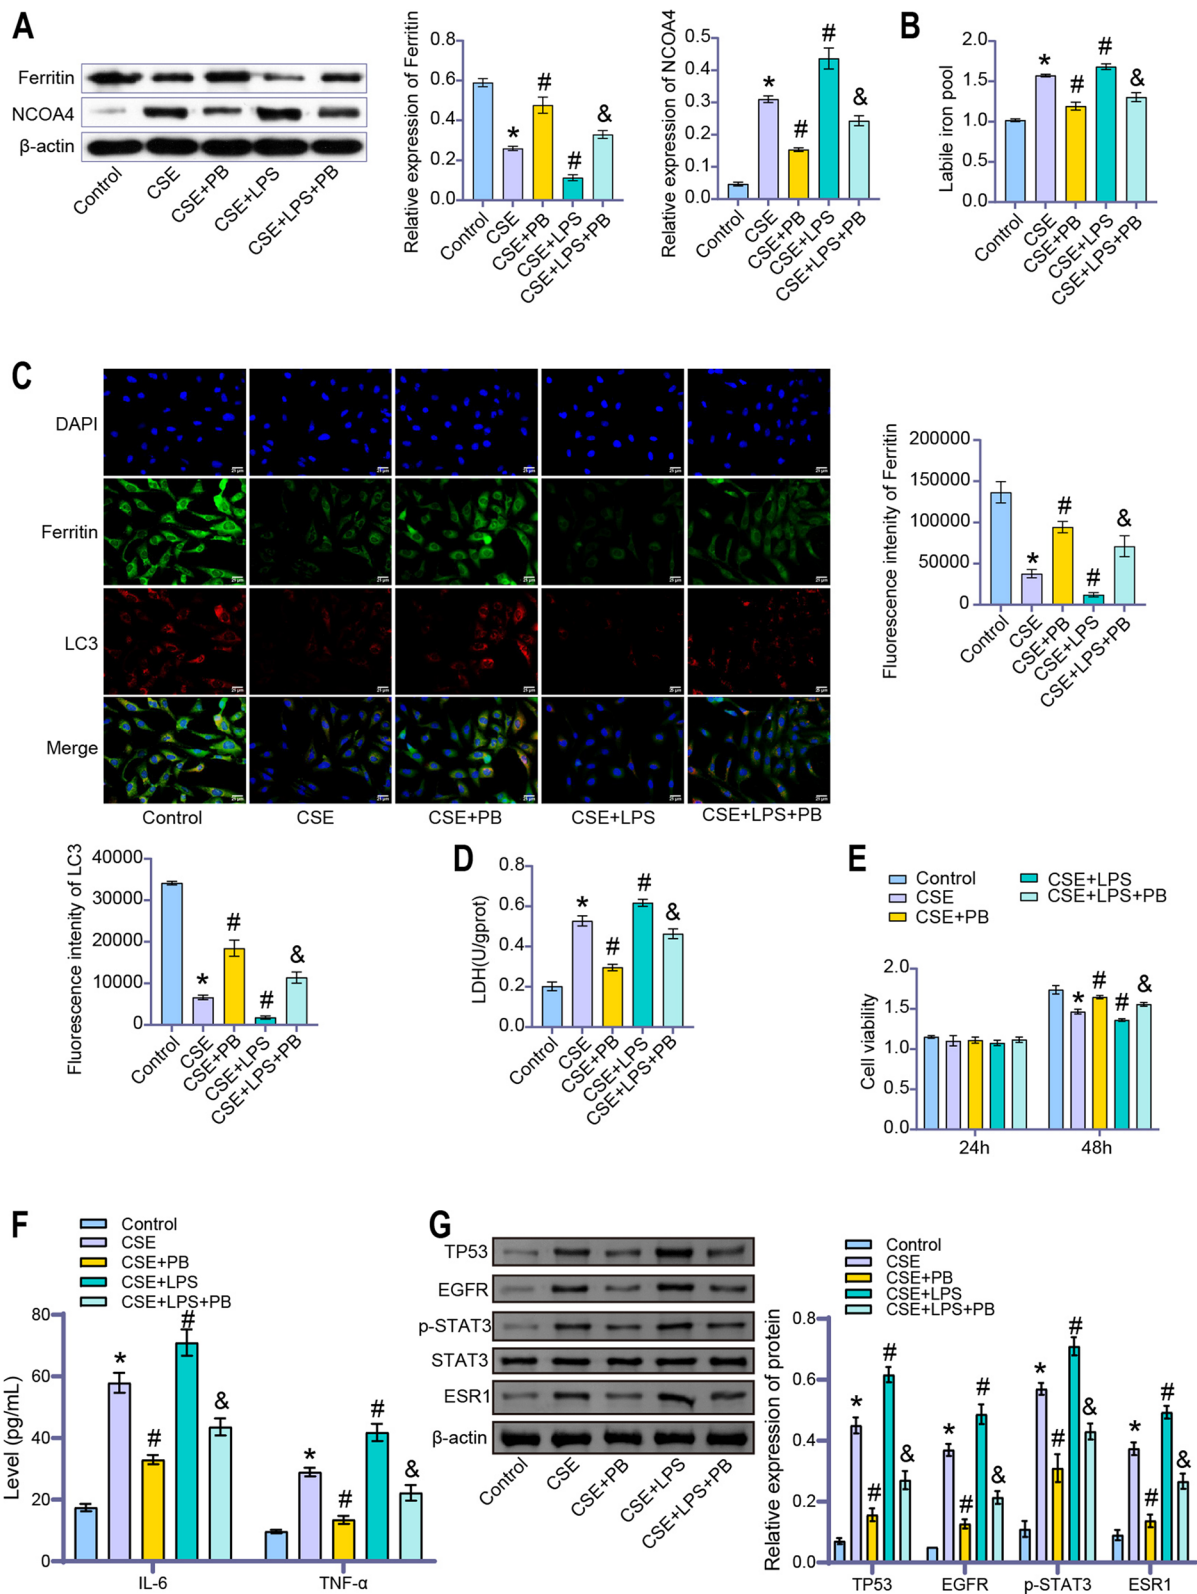 A
Ferritin
NCOA4
β-actin
Control
CSE
CSE+PB
CSE+LPS
CSE+LPS+PB
Relative expression of Ferritin
0.8
0.6
0.4
0.2
0.0
*
#
#
&
Control
CSE
CSE+PB
CSE+LPS
CSE+LPS+PB
Relative expression of NCOA4
0.5
0.4
0.3
0.2
0.1
0.0
*
#
#
&
Control
CSE
CSE+PB
CSE+LPS
CSE+LPS+PB
B
Labile iron pool
2.0
1.5
1.0
0.5
0.0
*
#
#
&
Control
CSE
CSE+PB
CSE+LPS
CSE+LPS+PB
C
DAPI
Ferritin
LC3
Merge
Control
CSE
CSE+PB
CSE+LPS
CSE+LPS+PB
Fluorescence intenity of Ferritin
200000
150000
100000
50000
0
*
#
#
&
Control
CSE
CSE+PB
CSE+LPS
CSE+LPS+PB
Fluorescence intenity of LC3
40000
30000
20000
10000
0
*
#
#
&
Control
CSE
CSE+PB
CSE+LPS
CSE+LPS+PB
D
LDH(U/gprot)
0.8
0.6
0.4
0.2
0.0
*
#
#
&
Control
CSE
CSE+PB
CSE+LPS
CSE+LPS+PB
E
Control
CSE
CSE+PB
CSE+LPS
CSE+LPS+PB
Cell viability
2.0
1.5
1.0
0.5
0.0
*
#
#
&
24h
48h
F
Control
CSE
CSE+PB
CSE+LPS
CSE+LPS+PB
Level (pg/mL)
80
60
40
20
0
*
#
#
&
*
#
#
&
IL-6
TNF-α
G
TP53
EGFR
p-STAT3
STAT3
ESR1
β-actin
Control
CSE
CSE+PB
CSE+LPS
CSE+LPS+PB
Control
CSE
CSE+PB
CSE+LPS
CSE+LPS+PB
Relative expression of protein
0.8
0.6
0.4
0.2
0.0
*
#
#
&
*
#
#
&
*
#
#
&
*
#
#
&
TP53
EGFR
p-STAT3
ESR1